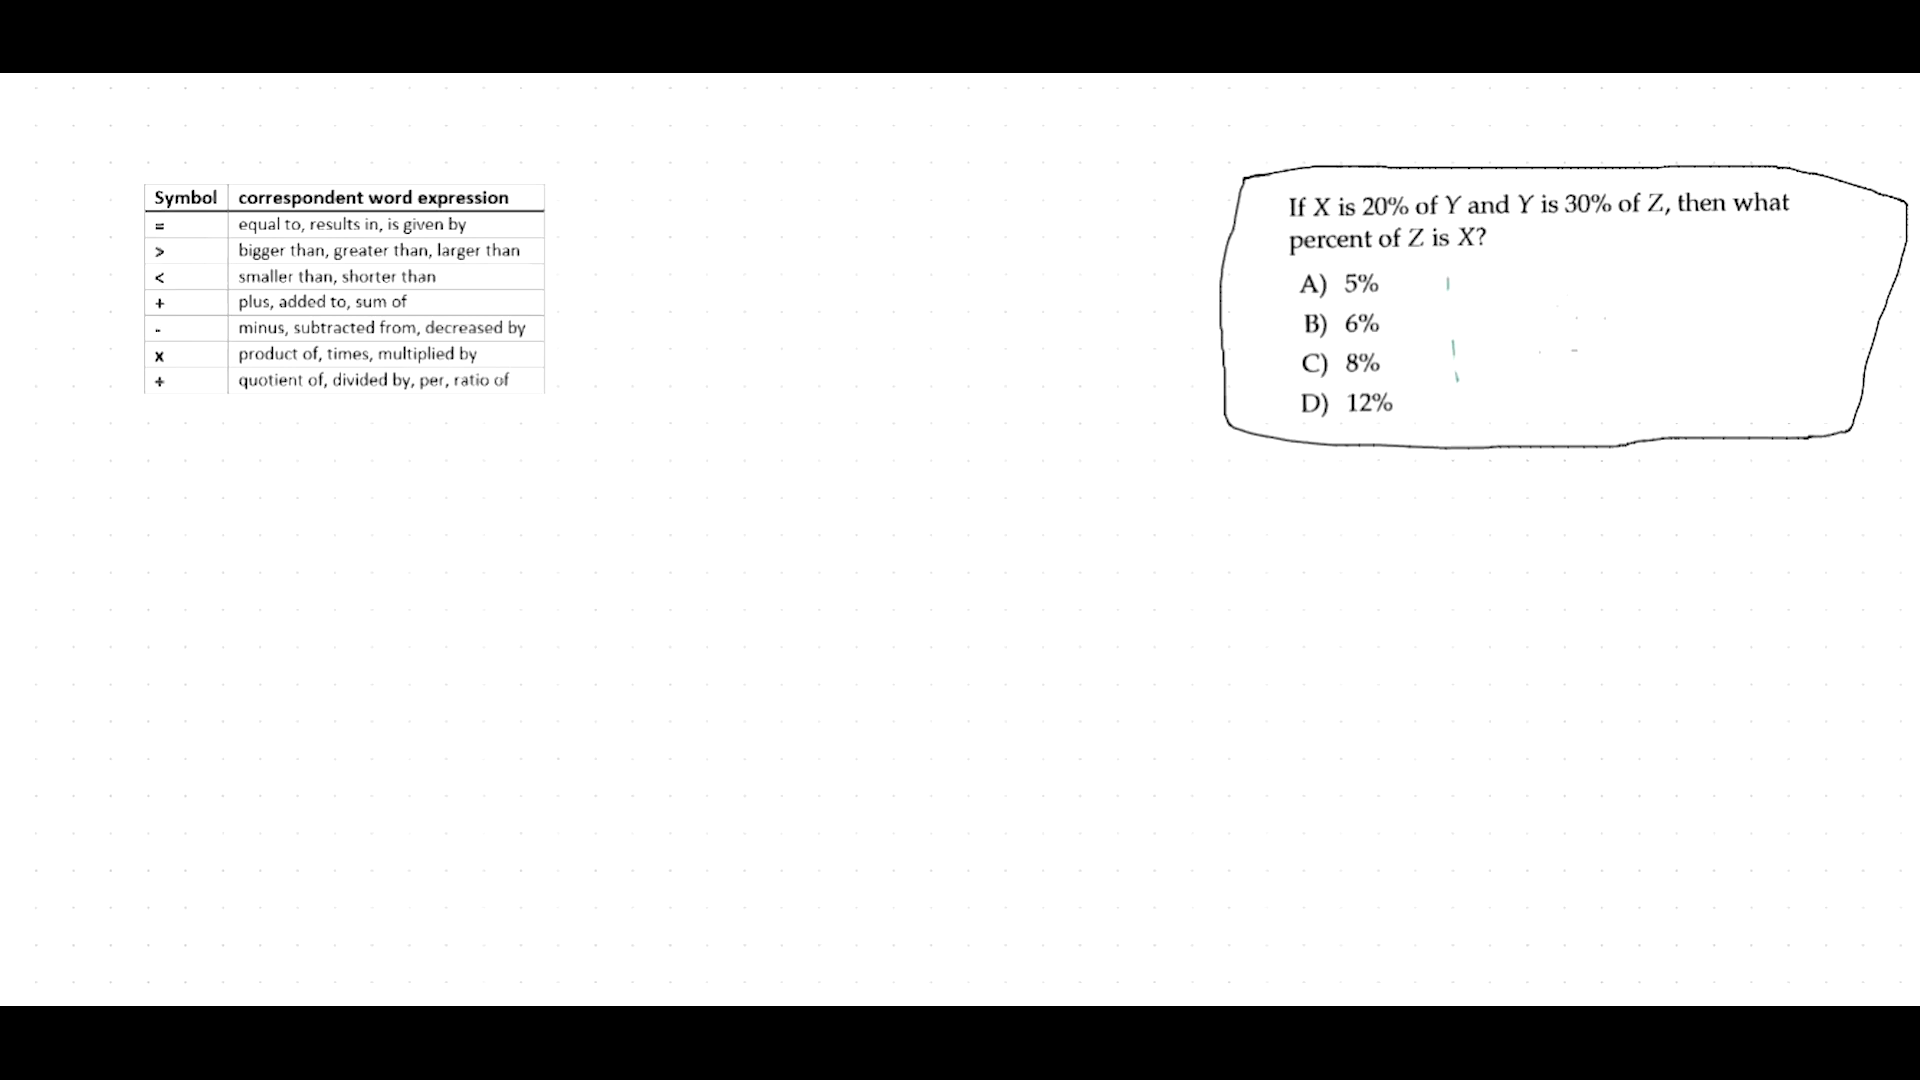 Symbol correspondent word expression
= equal to, results in, is given by
> bigger than, greater than, larger than
< smaller than, shorter than
+ plus, added to, sum of
- minus, subtracted from, decreased by
x product of, times, multiplied by
÷ quotient of, divided by, per, ratio of
If X is 20% of Y and Y is 30% of Z, then what
percent of Z is X?
A) 5%
B) 6%
C) 8%
D) 12%